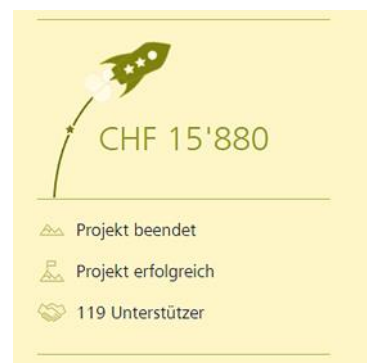 CHF 15'880
Projekt beendet
Projekt erfolgreich
119 Unterstützer